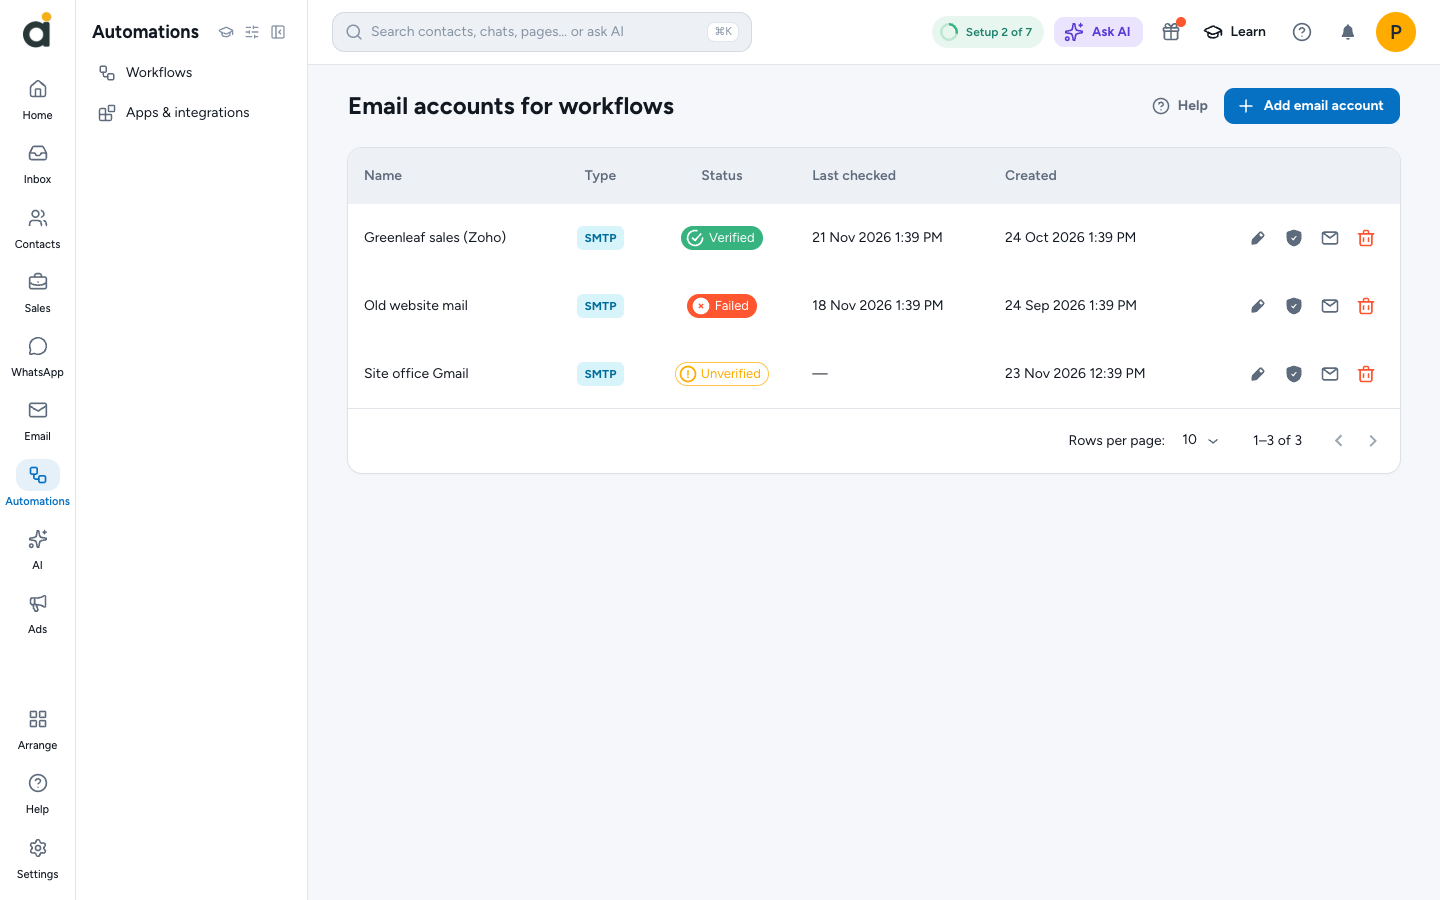 Automations
Search contacts, chats, pages... or ask AI
⌘K
Setup 2 of 7
Ask AI
Learn
P
Home
Inbox
Contacts
Sales
WhatsApp
Email
Automations
AI
Ads
Arrange
Help
Settings
Workflows
Apps & integrations
Email accounts for workflows
Help
Add email account
Name Type Status Last checked Created
Greenleaf sales (Zoho) SMTP Verified 21 Nov 2026 1:39 PM 24 Oct 2026 1:39 PM
Old website mail SMTP Failed 18 Nov 2026 1:39 PM 24 Sep 2026 1:39 PM
Site office Gmail SMTP Unverified — 23 Nov 2026 12:39 PM
Rows per page: 10 1–3 of 3